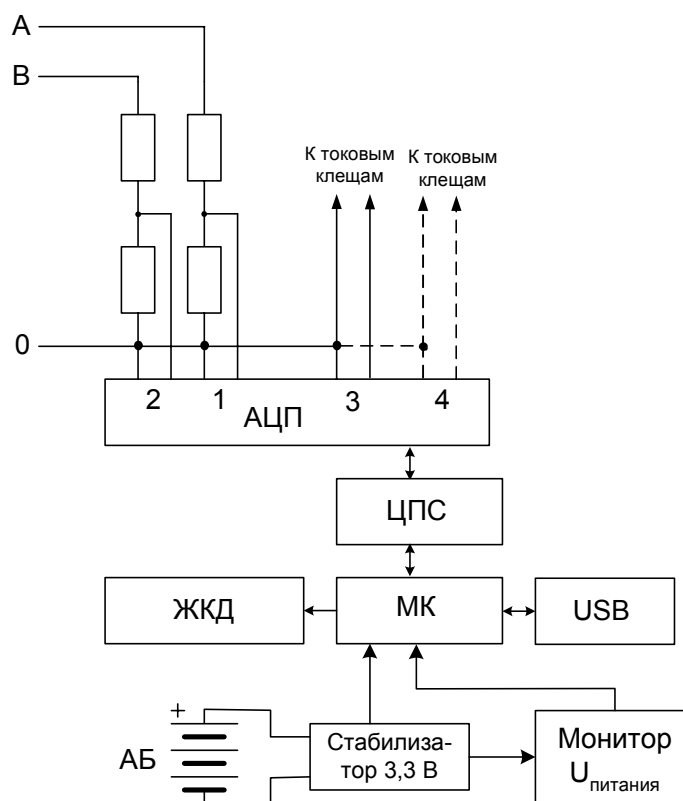 A
B
К токовым
клещам
К токовым
клещам
0
2 1 3 4
АЦП
ЦПС
ЖКД
МК
USB
+
АБ
Стабилиза-
тор 3,3 В
Монитор
Uпитания